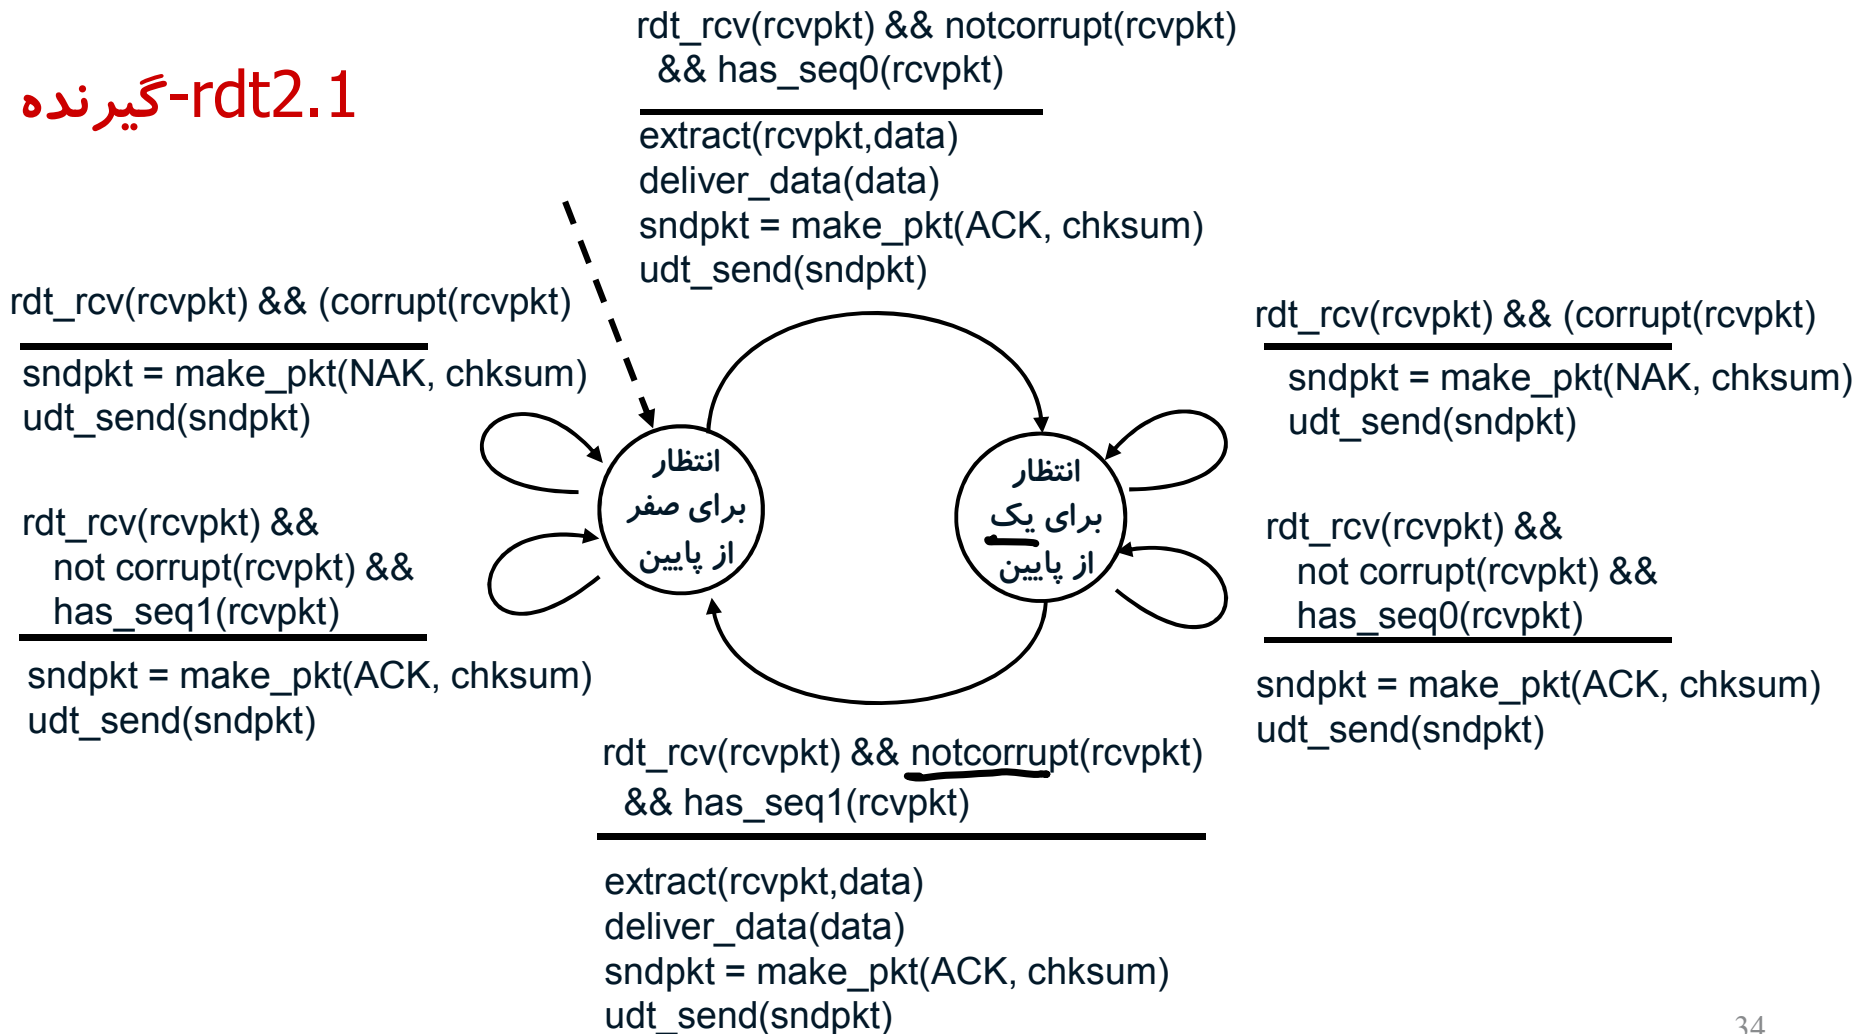 rdt2.1-گیرنده
rdt_rcv(rcvpkt) && notcorrupt(rcvpkt)
&& has_seq0(rcvpkt)
extract(rcvpkt,data)
deliver_data(data)
sndpkt = make_pkt(ACK, chksum)
udt_send(sndpkt)
rdt_rcv(rcvpkt) && (corrupt(rcvpkt)
sndpkt = make_pkt(NAK, chksum)
udt_send(sndpkt)
rdt_rcv(rcvpkt) &&
not corrupt(rcvpkt) &&
has_seq1(rcvpkt)
sndpkt = make_pkt(ACK, chksum)
udt_send(sndpkt)
انتظار
برای صفر
از پایین
انتظار
برای یک
از پایین
rdt_rcv(rcvpkt) && (corrupt(rcvpkt)
sndpkt = make_pkt(NAK, chksum)
udt_send(sndpkt)
rdt_rcv(rcvpkt) &&
not corrupt(rcvpkt) &&
has_seq0(rcvpkt)
sndpkt = make_pkt(ACK, chksum)
udt_send(sndpkt)
rdt_rcv(rcvpkt) && notcorrupt(rcvpkt)
&& has_seq1(rcvpkt)
extract(rcvpkt,data)
deliver_data(data)
sndpkt = make_pkt(ACK, chksum)
udt_send(sndpkt)
34